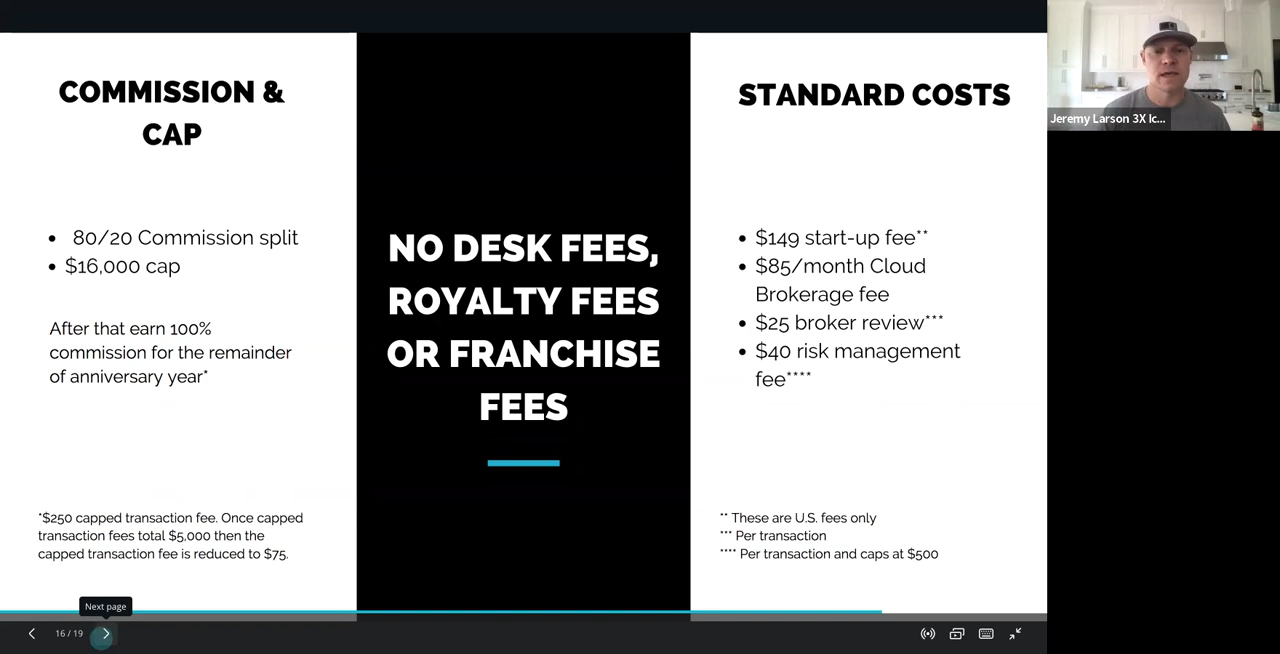 COMMISSION &
CAP
• 80/20 Commission split
• $16,000 cap
After that earn 100%
commission for the remainder
of anniversary year*
*$250 capped transaction fee. Once capped
transaction fees total $5,000 then the
capped transaction fee is reduced to $75.
NO DESK FEES,
ROYALTY FEES
OR FRANCHISE
FEES
STANDARD COSTS
• $149 start-up fee**
• $85/month Cloud
Brokerage fee
• $25 broker review***
• $40 risk management
fee****
** These are U.S. fees only
*** Per transaction
**** Per transaction and caps at $500
Jeremy Larson 3X Ic...
Next page
16 / 19